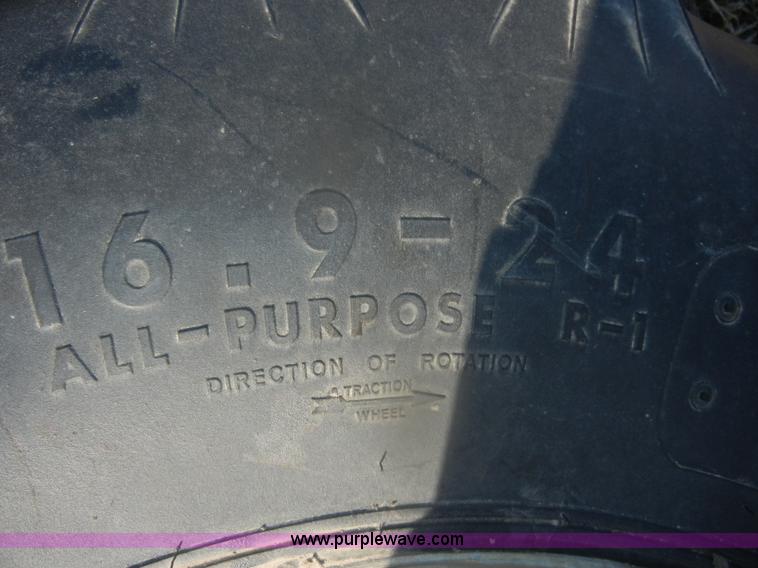 16.9-24
ALL-PURPOSE R-1
DIRECTION OF ROTATION
TRACTION
WHEEL
www.purplewave.com